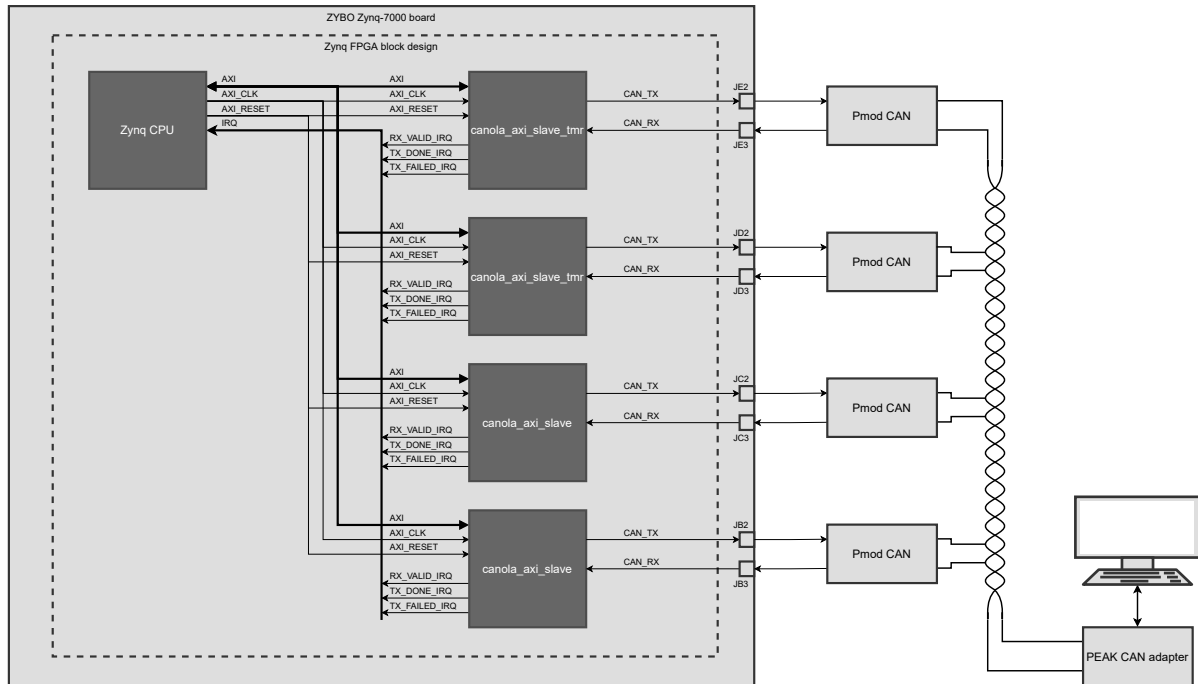 ZYBO Zynq-7000 board
Zynq FPGA block design
Zynq CPU
AXI
AXI_CLK
AXI_RESET
IRQ
AXI
AXI_CLK
AXI_RESET
RX_VALID_IRQ
TX_DONE_IRQ
TX_FAILED_IRQ
canola_axi_slave_tmr
CAN_TX
CAN_RX
JE2
JE3
Pmod CAN
AXI
AXI_CLK
AXI_RESET
RX_VALID_IRQ
TX_DONE_IRQ
TX_FAILED_IRQ
canola_axi_slave_tmr
CAN_TX
CAN_RX
JD2
JD3
Pmod CAN
AXI
AXI_CLK
AXI_RESET
RX_VALID_IRQ
TX_DONE_IRQ
TX_FAILED_IRQ
canola_axi_slave
CAN_TX
CAN_RX
JC2
JC3
Pmod CAN
AXI
AXI_CLK
AXI_RESET
RX_VALID_IRQ
TX_DONE_IRQ
TX_FAILED_IRQ
canola_axi_slave
CAN_TX
CAN_RX
JB2
JB3
Pmod CAN
PEAK CAN adapter